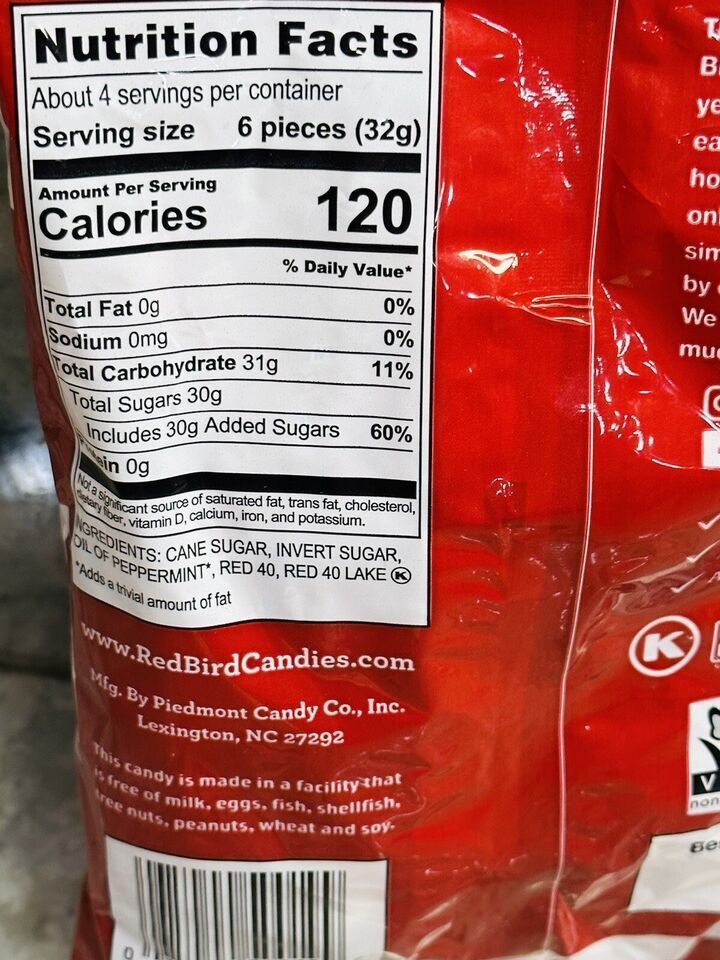 Nutrition Facts
About 4 servings per container
Serving size 6 pieces (32g)
Amount Per Serving
Calories 120
% Daily Value*
Total Fat 0g 0%
Sodium 0mg 0%
Total Carbohydrate 31g 11%
Total Sugars 30g
Includes 30g Added Sugars 60%
Protein 0g
Not a significant source of saturated fat, trans fat, cholesterol,
dietary fiber, vitamin D, calcium, iron, and potassium.
INGREDIENTS: CANE SUGAR, INVERT SUGAR,
OIL OF PEPPERMINT*, RED 40, RED 40 LAKE K
*Adds a trivial amount of fat
www.RedBirdCandies.com
Mfg. By Piedmont Candy Co., Inc.
Lexington, NC 27292
This candy is made in a facility that
is free of milk, eggs, fish, shellfish,
tree nuts, peanuts, wheat and soy.
0
We
by
K
V
non